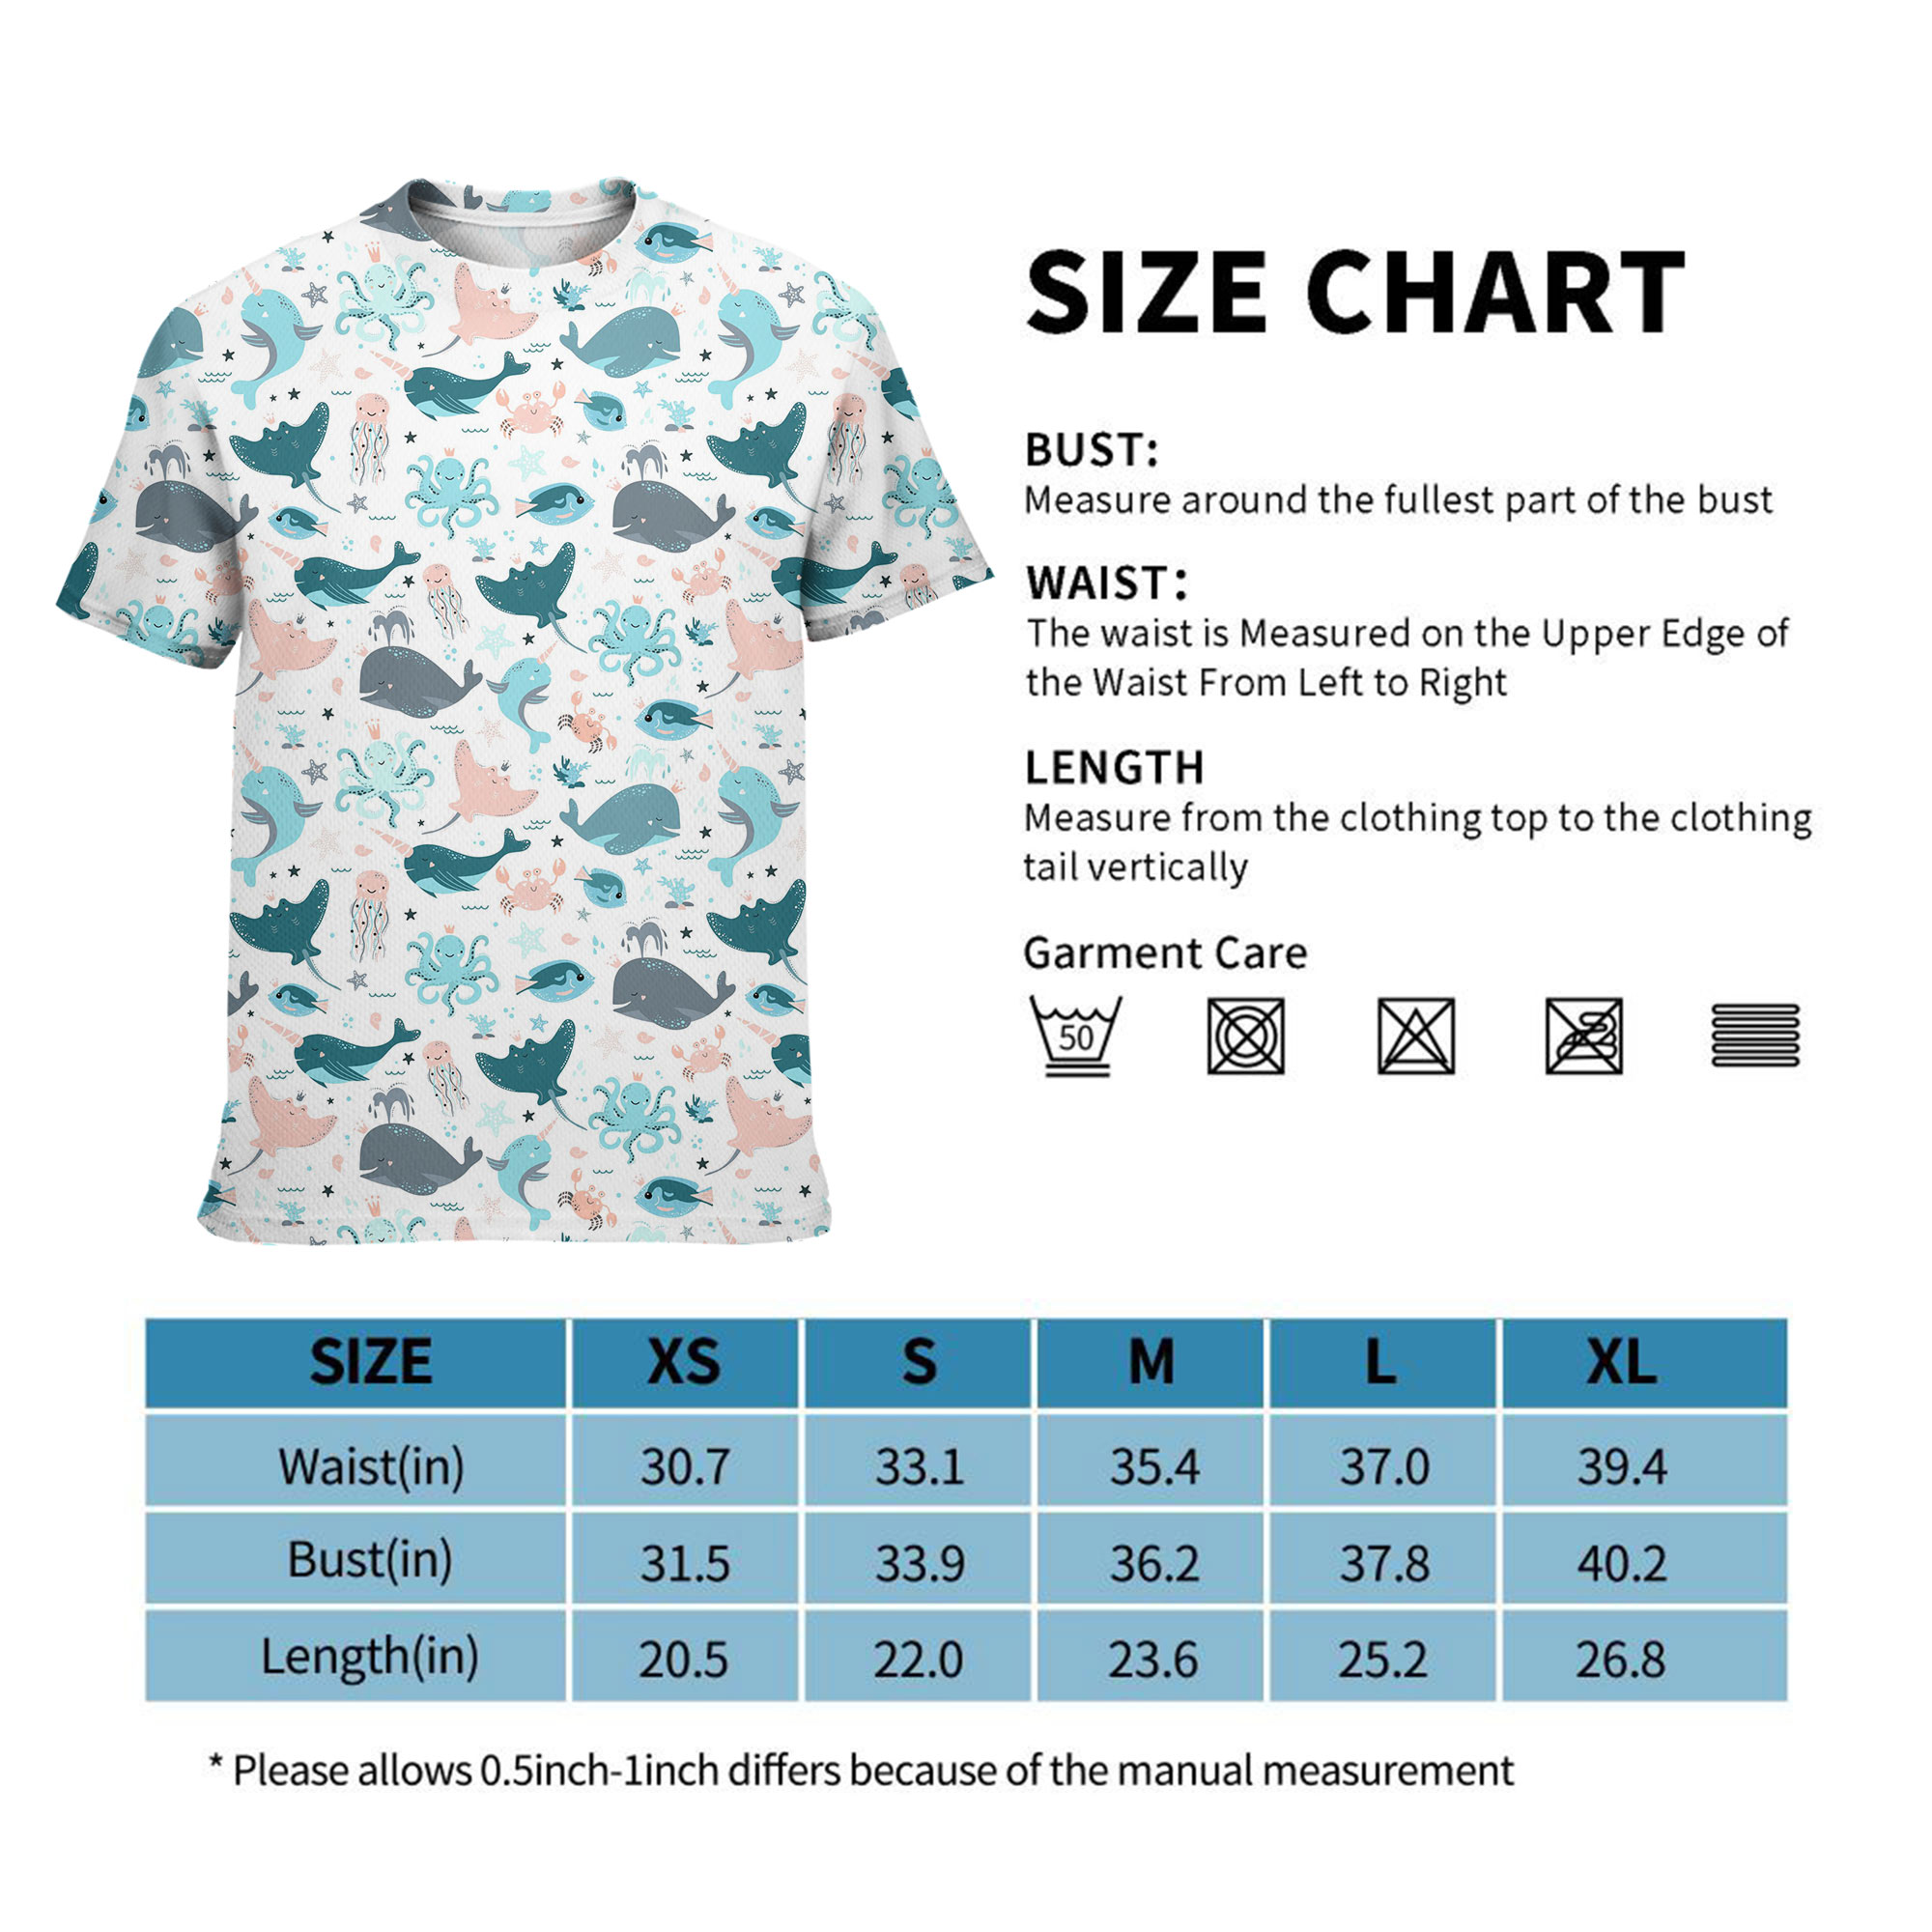 SIZE CHART
BUST:
Measure around the fullest part of the bust
WAIST:
The waist is Measured on the Upper Edge of
the Waist From Left to Right
LENGTH
Measure from the clothing top to the clothing
tail vertically
Garment Care
50
SIZE XS S M L XL
Waist(in) 30.7 33.1 35.4 37.0 39.4
Bust(in) 31.5 33.9 36.2 37.8 40.2
Length(in) 20.5 22.0 23.6 25.2 26.8
* Please allows 0.5inch-1inch differs because of the manual measurement